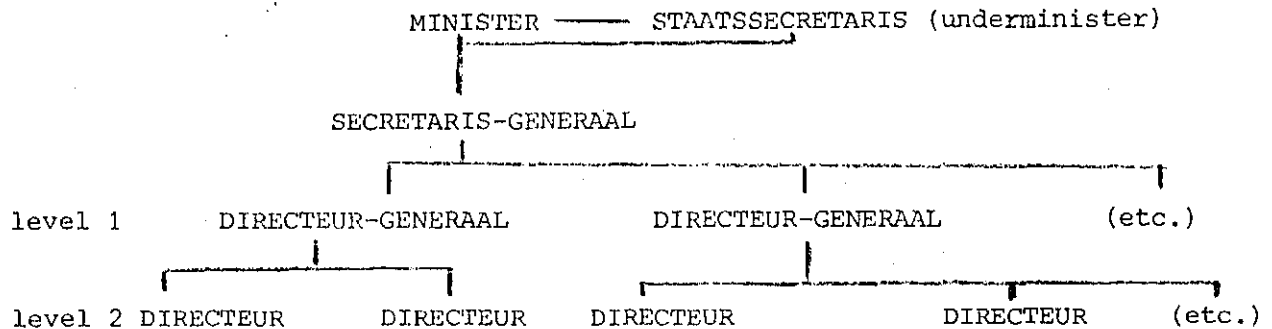 MINISTER STAATSSECRETARIS (underminister)
SECRETARIS-GENERAAL
level 1 DIRECTEUR-GENERAAL DIRECTEUR-GENERAAL (etc.)
level 2 DIRECTEUR DIRECTEUR DIRECTEUR DIRECTEUR (etc.)